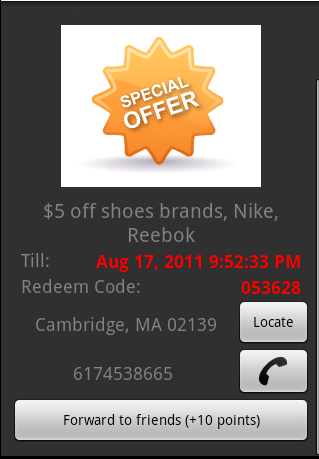 SPECIAL
OFFER
$5 off shoes brands, Nike,
Reebok
Till: Aug 17, 2011 9:52:33 PM
Redeem Code: 053628
Cambridge, MA 02139 Locate
6174538665
Forward to friends (+10 points)